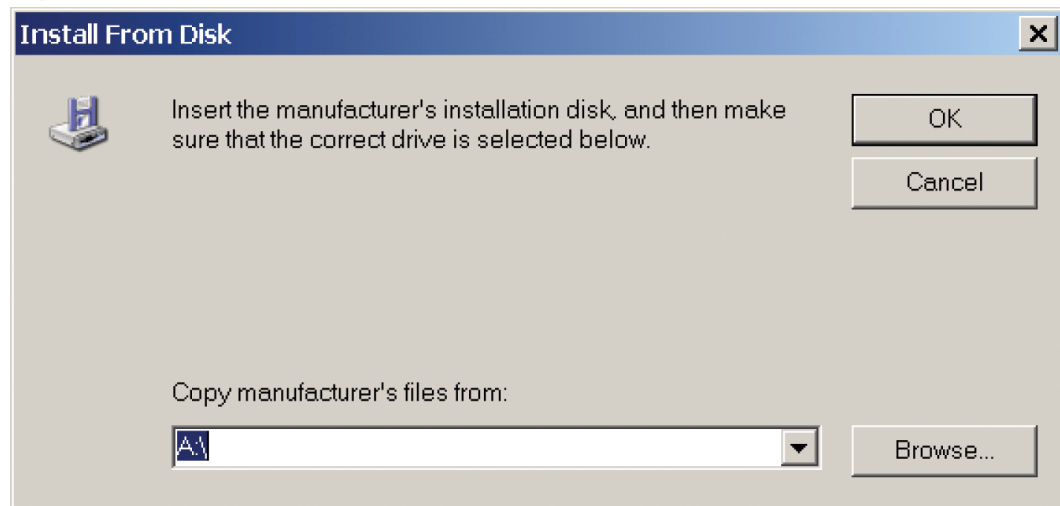 Install From Disk
Insert the manufacturer's installation disk, and then make
sure that the correct drive is selected below.
OK
Cancel
Copy manufacturer's files from:
A:\
Browse...